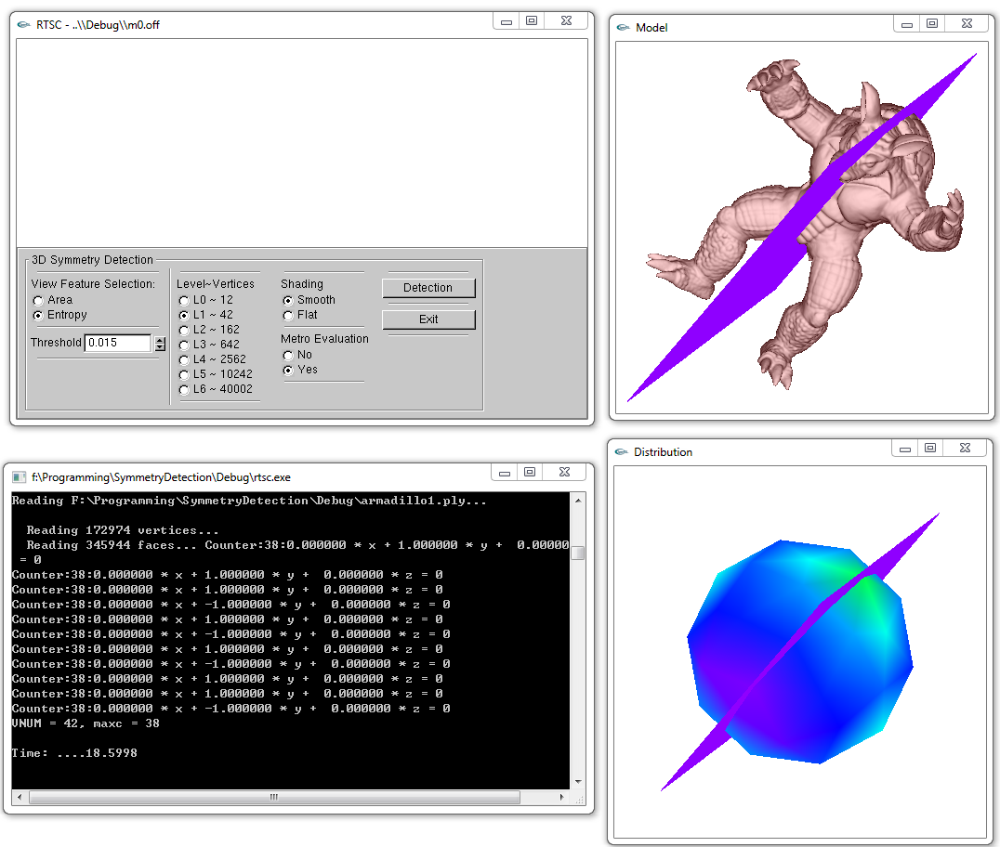 RTSC - ..\\Debug\\m0.off
3D Symmetry Detection
View Feature Selection:
Area
Entropy
Threshold 0.015
Level~Vertices
L0 ~ 12
L1 ~ 42
L2 ~ 162
L3 ~ 642
L4 ~ 2562
L5 ~ 10242
L6 ~ 40002
Shading
Smooth
Flat
Metro Evaluation
No
Yes
Detection
Exit
Model
f:\Programming\SymmetryDetection\Debug\rtsc.exe
Reading F:\Programming\SymmetryDetection\Debug\armadillo1.ply...
Reading 172974 vertices...
Reading 345944 faces... Counter:38:0.000000 * x + 1.000000 * y +  0.00000
= 0
Counter:38:0.000000 * x + 1.000000 * y +  0.000000 * z = 0
Counter:38:0.000000 * x + 1.000000 * y +  0.000000 * z = 0
Counter:38:0.000000 * x + -1.000000 * y +  0.000000 * z = 0
Counter:38:0.000000 * x + 1.000000 * y +  0.000000 * z = 0
Counter:38:0.000000 * x + -1.000000 * y +  0.000000 * z = 0
Counter:38:0.000000 * x + 1.000000 * y +  0.000000 * z = 0
Counter:38:0.000000 * x + -1.000000 * y +  0.000000 * z = 0
Counter:38:0.000000 * x + 1.000000 * y +  0.000000 * z = 0
Counter:38:0.000000 * x + 1.000000 * y +  0.000000 * z = 0
Counter:38:0.000000 * x + -1.000000 * y +  0.000000 * z = 0
VNUM = 42, maxc = 38
Time: ....18.5998
Distribution